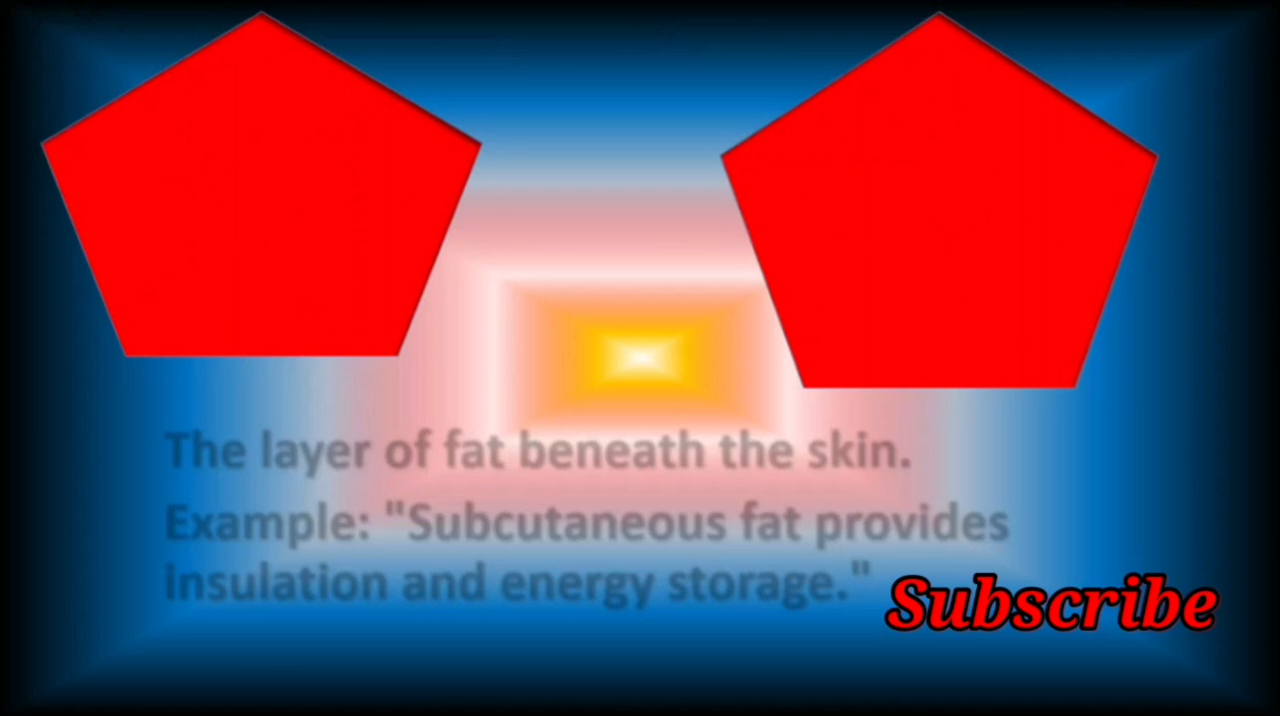 The layer of fat beneath the skin.
Example: "Subcutaneous fat provides
insulation and energy storage."
Subscribe